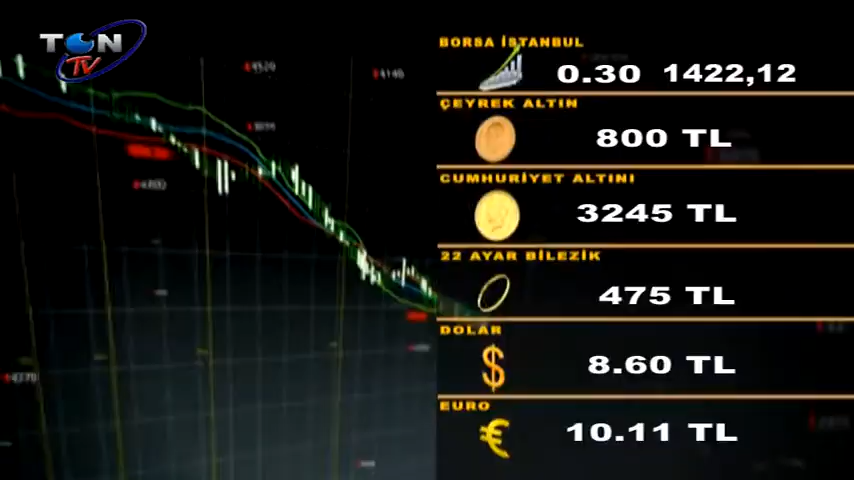 TON
TV
BORSA İSTANBUL
0.30 1422,12
ÇEYREK ALTIN
800 TL
CUMHURİYET ALTINI
3245 TL
22 AYAR BİLEZİK
475 TL
DOLAR
$
8.60 TL
EURO
€
10.11 TL